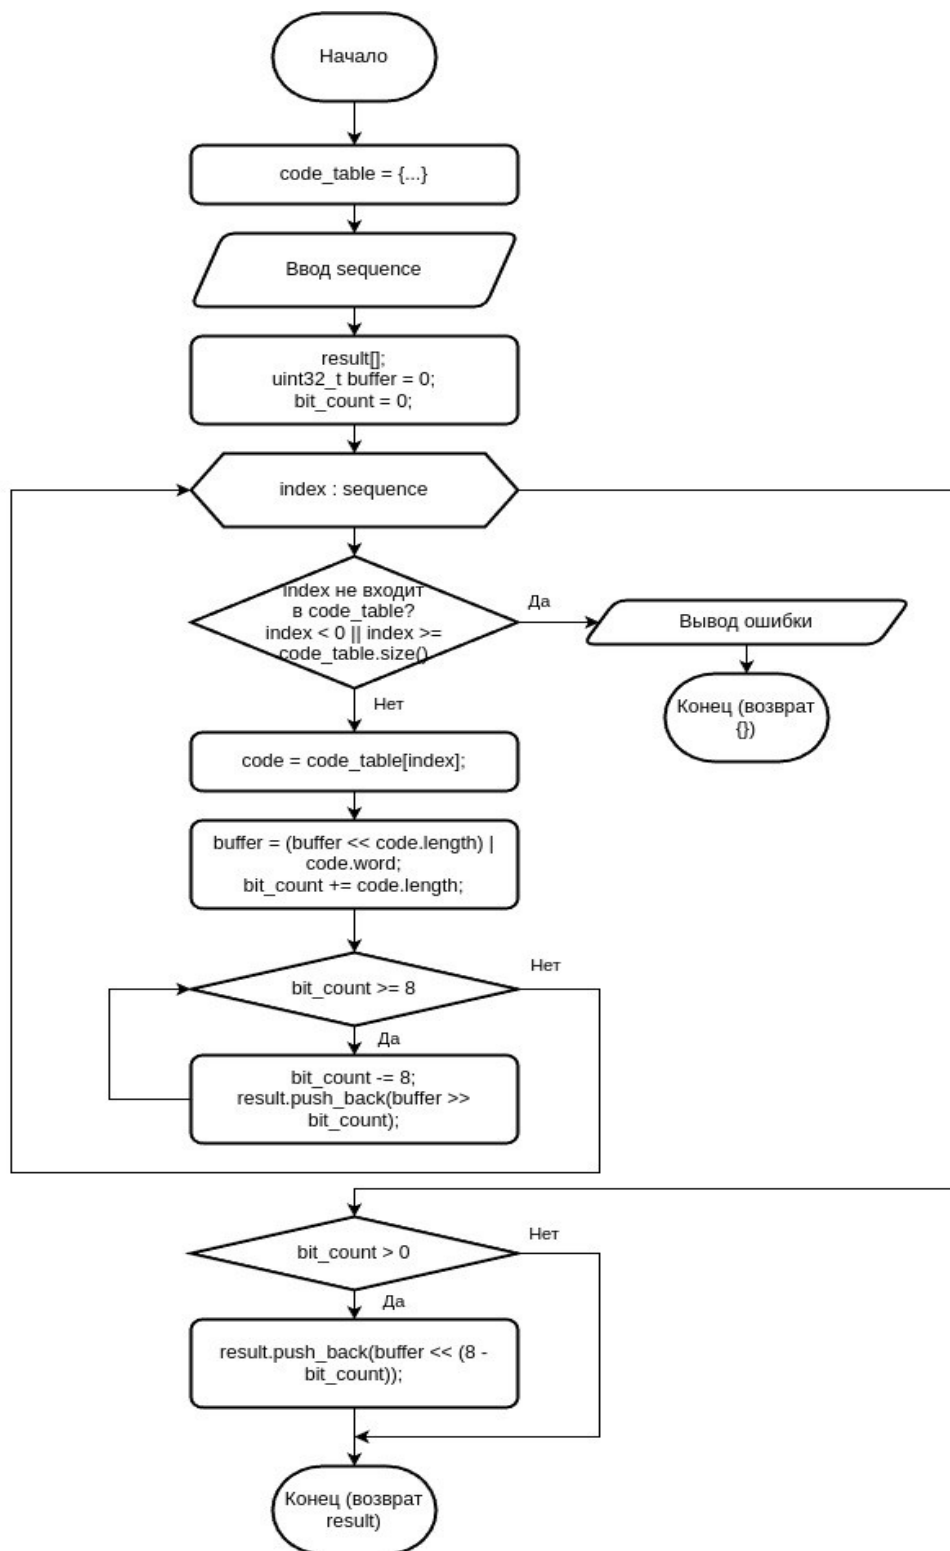 Начало
code_table = {...}
Ввод sequence
result[];
uint32_t buffer = 0;
bit_count = 0;
index : sequence
index не входит
в code_table?
index < 0 || index >=
code_table.size()
Да
Вывод ошибки
Конец (возврат
{})
Нет
code = code_table[index];
buffer = (buffer << code.length) |
code.word;
bit_count += code.length;
bit_count >= 8
Нет
Да
bit_count -= 8;
result.push_back(buffer >>
bit_count);
bit_count > 0
Нет
Да
result.push_back(buffer << (8 -
bit_count));
Конец (возврат
result)